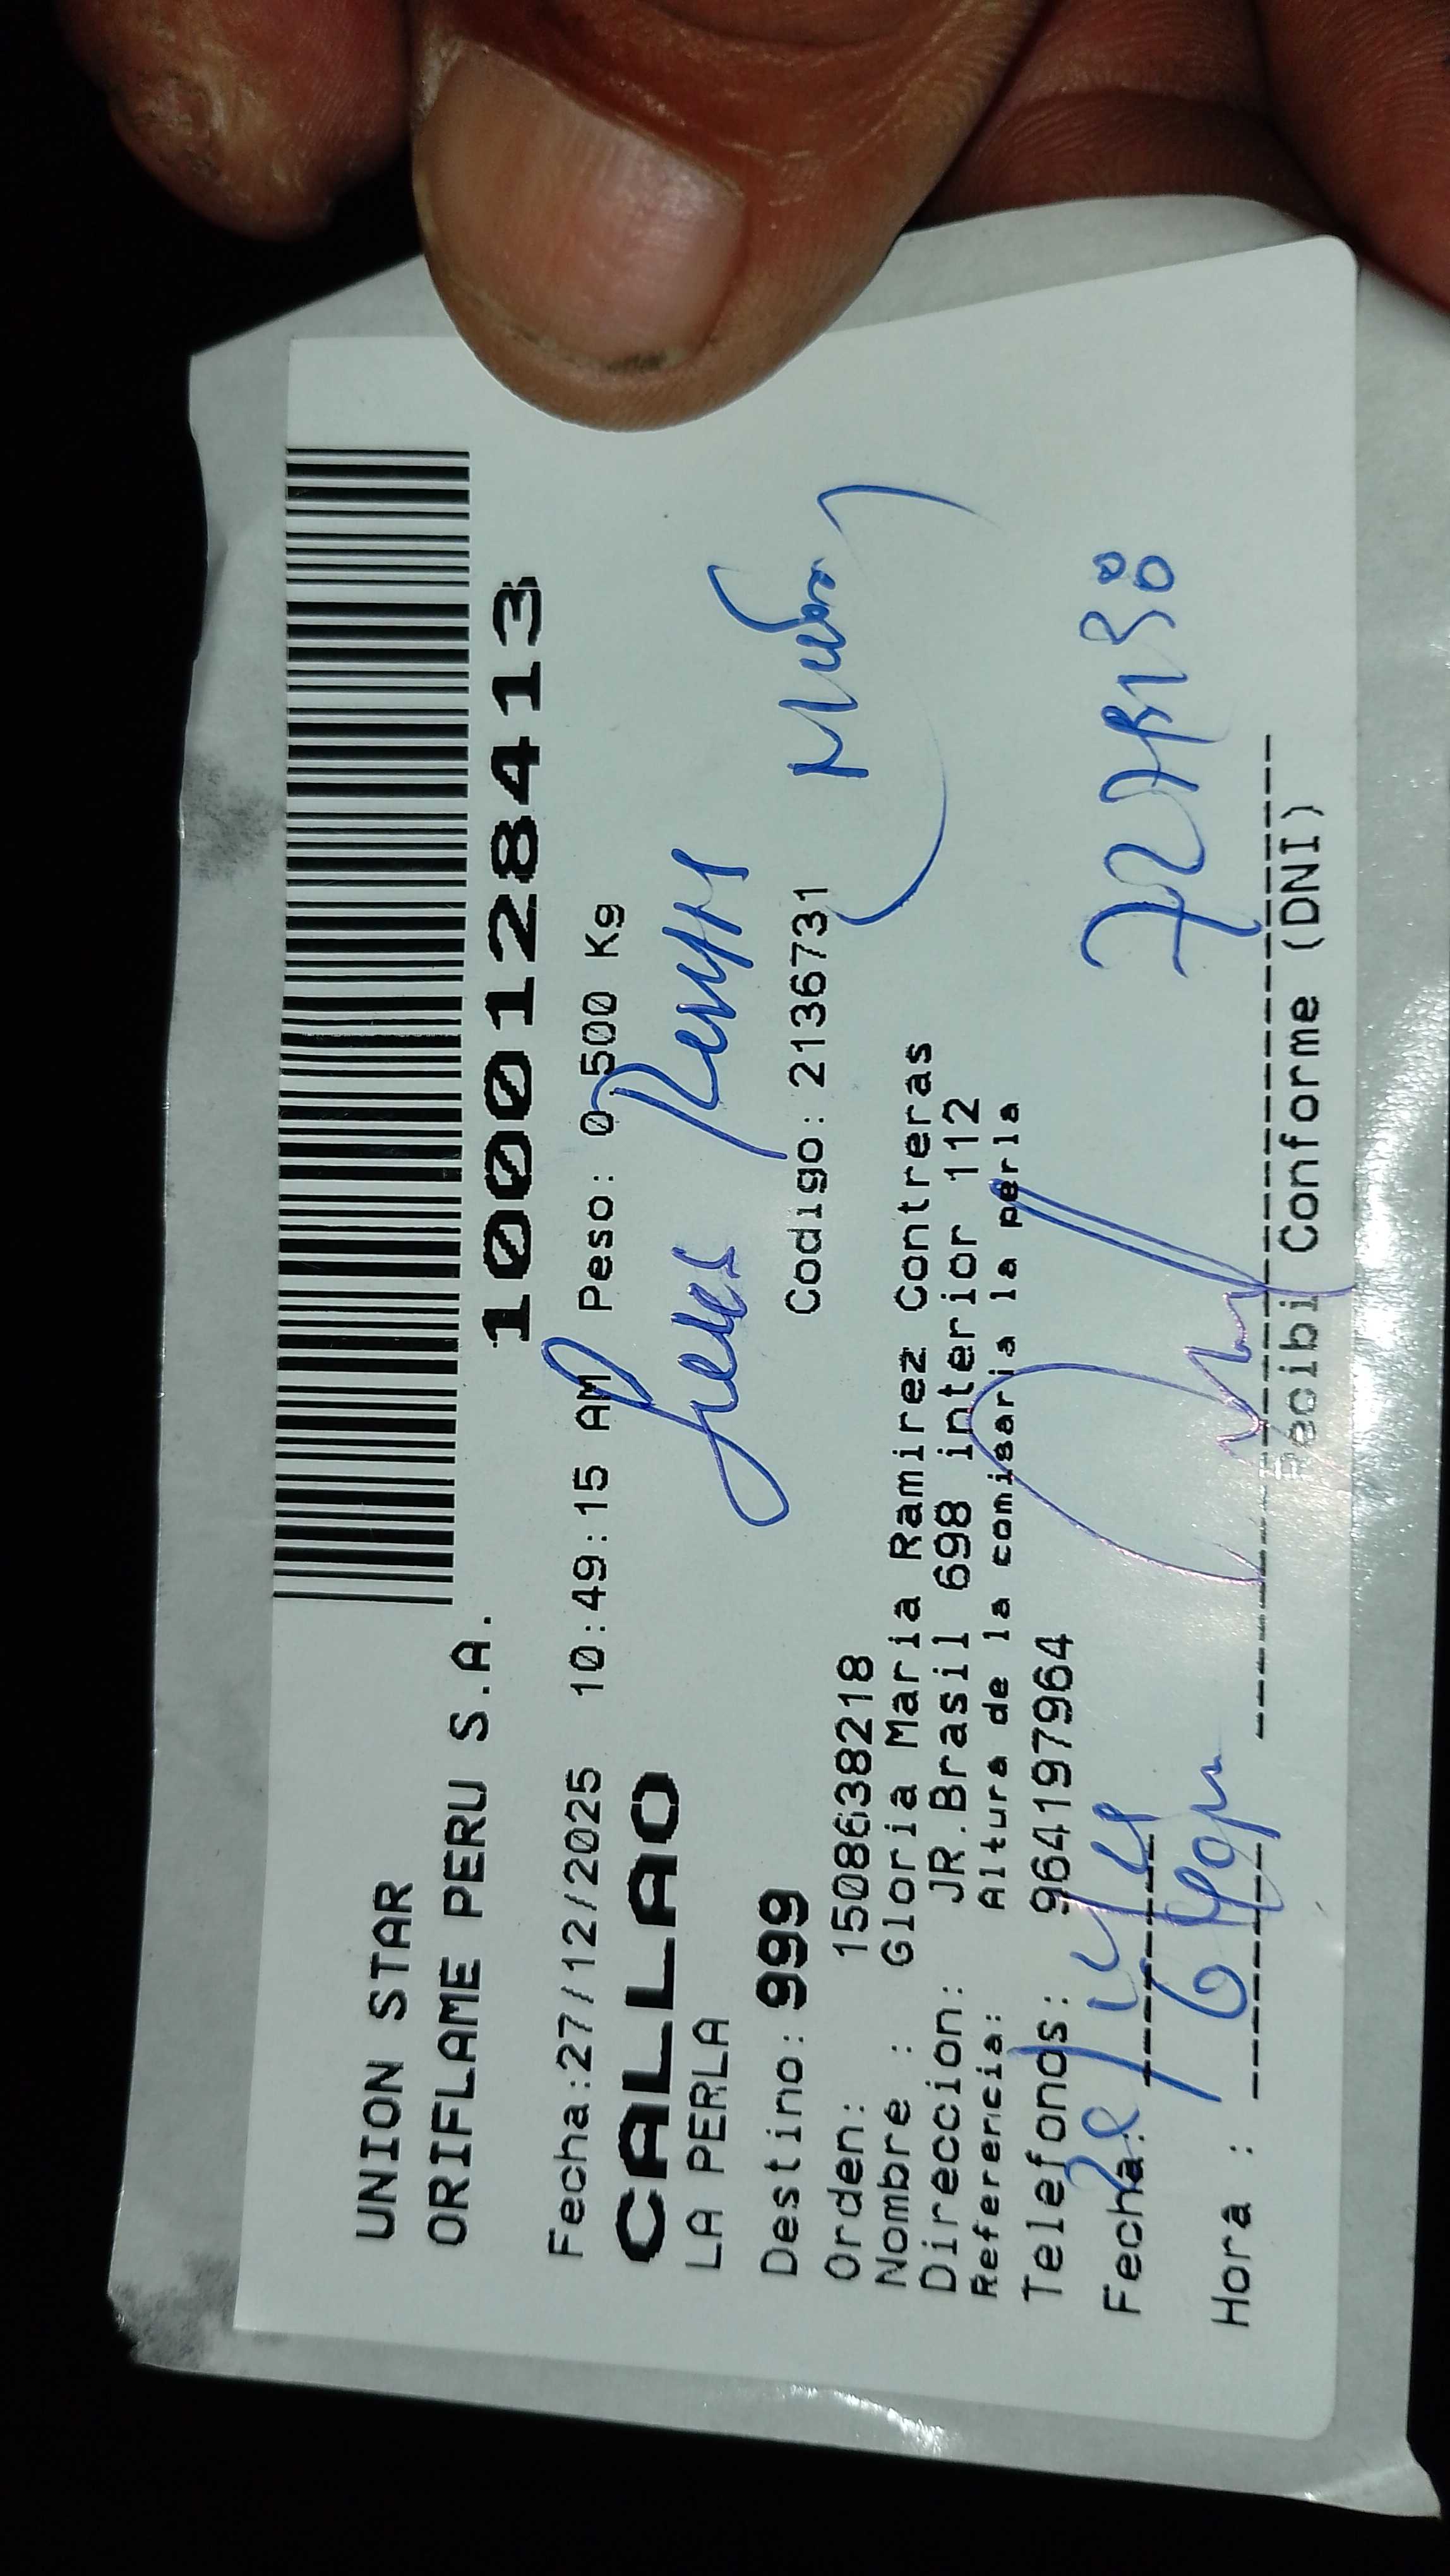 UNION STAR
ORIFLAME PERU S.A.
1000128413
Fecha:27/12/2025 10:49:15 AM Peso: 0.500 Kg
CALLAO
LA PERLA
Destino: 999 Codigo: 2136731
Orden: 1508638218
Nombre : Gloria Maria Ramirez Contreras
Direccion: JR.Brasil 698 interior 112
Referencia: Altura de la comisaria la perla
Telefonos: 964197964
Fecha:
Hora :
Recibi Conforme (DNI)